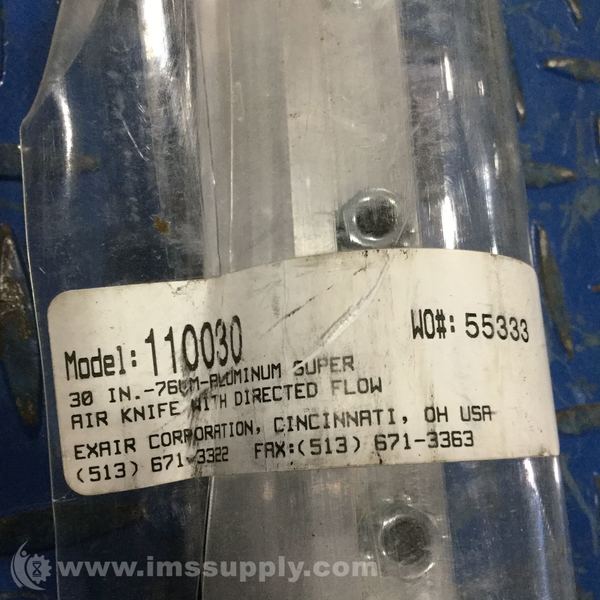 Model: 110030 WO#: 55333
30 IN.-76CM-ALUMINUM SUPER
AIR KNIFE WITH DIRECTED FLOW
EXAIR CORPORATION, CINCINNATI, OH USA
(513) 671-3322 FAX:(513) 671-3363
www.imssupply.com